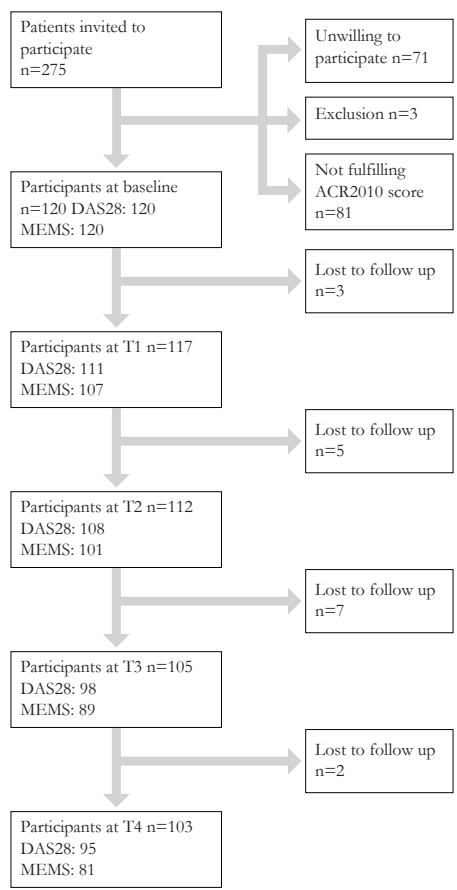 Patients invited to
participate
n=275
Unwilling to
participate n=71
Exclusion n=3
Not fulfilling
ACR2010 score
n=81
Participants at baseline
n=120 DAS28: 120
MEMS: 120
Lost to follow up
n=3
Participants at T1 n=117
DAS28: 111
MEMS: 107
Lost to follow up
n=5
Participants at T2 n=112
DAS28: 108
MEMS: 101
Lost to follow up
n=7
Participants at T3 n=105
DAS28: 98
MEMS: 89
Lost to follow up
n=2
Participants at T4 n=103
DAS28: 95
MEMS: 81